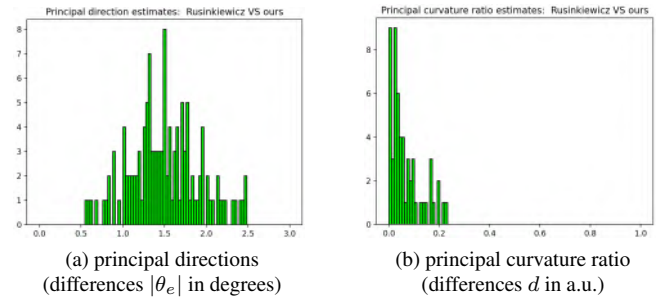 Principal direction estimates: Rusinkiewicz VS ours
8
7
6
5
4
3
2
1
0
0.0 0.5 1.0 1.5 2.0 2.5 3.0
(a) principal directions
(differences |θₑ| in degrees)
Principal curvature ratio estimates: Rusinkiewicz VS ours
8
6
4
2
0
0.0 0.2 0.4 0.6 0.8 1.0
(b) principal curvature ratio
(differences d in a.u.)